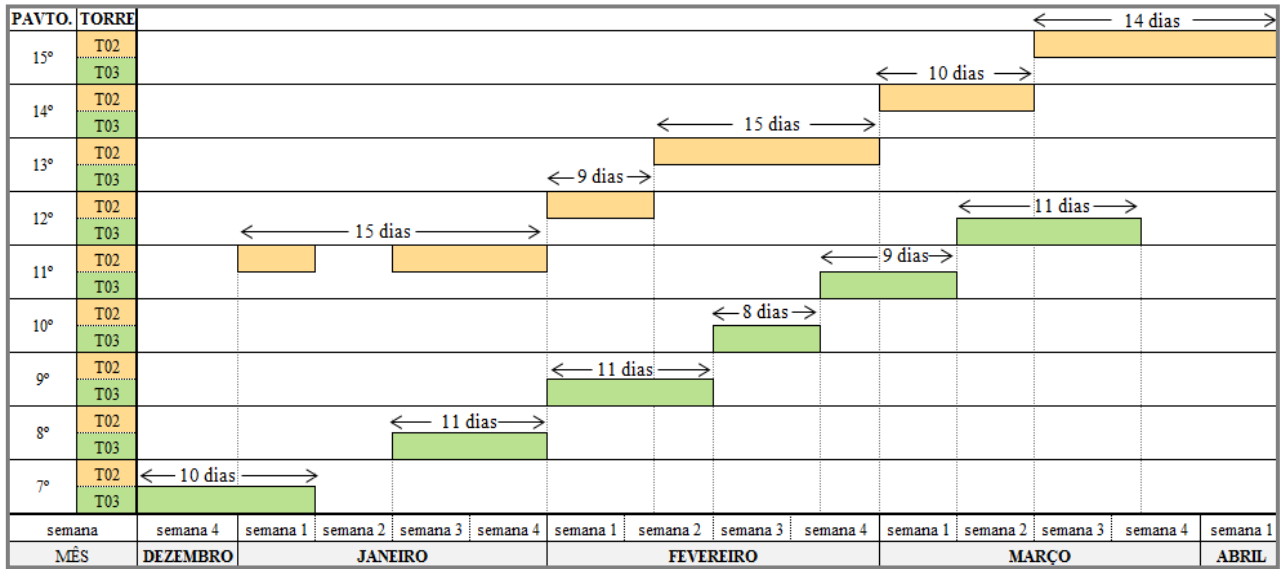 PAVTO. TORRE
14 dias
15º T02
T03
10 dias
14º T02
T03
15 dias
13º T02
T03
9 dias
12º T02
11 dias
T03
15 dias
11º T02
9 dias
T03
10º T02
8 dias
T03
9º T02
11 dias
T03
8º T02
11 dias
T03
7º T02
10 dias
T03
semana semana 4 semana 1 semana 2 semana 3 semana 4 semana 1 semana 2 semana 3 semana 4 semana 1 semana 2 semana 3 semana 4 semana 1
MÊS DEZEMBRO JANEIRO FEVEREIRO MARÇO ABRIL